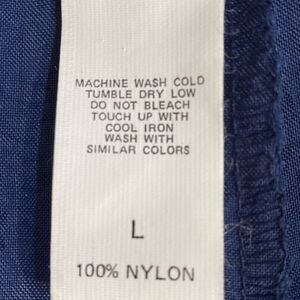 MACHINE WASH COLD
TUMBLE DRY LOW
DO NOT BLEACH
TOUCH UP WITH
COOL IRON
WASH WITH
SIMILAR COLORS
L
100% NYLON